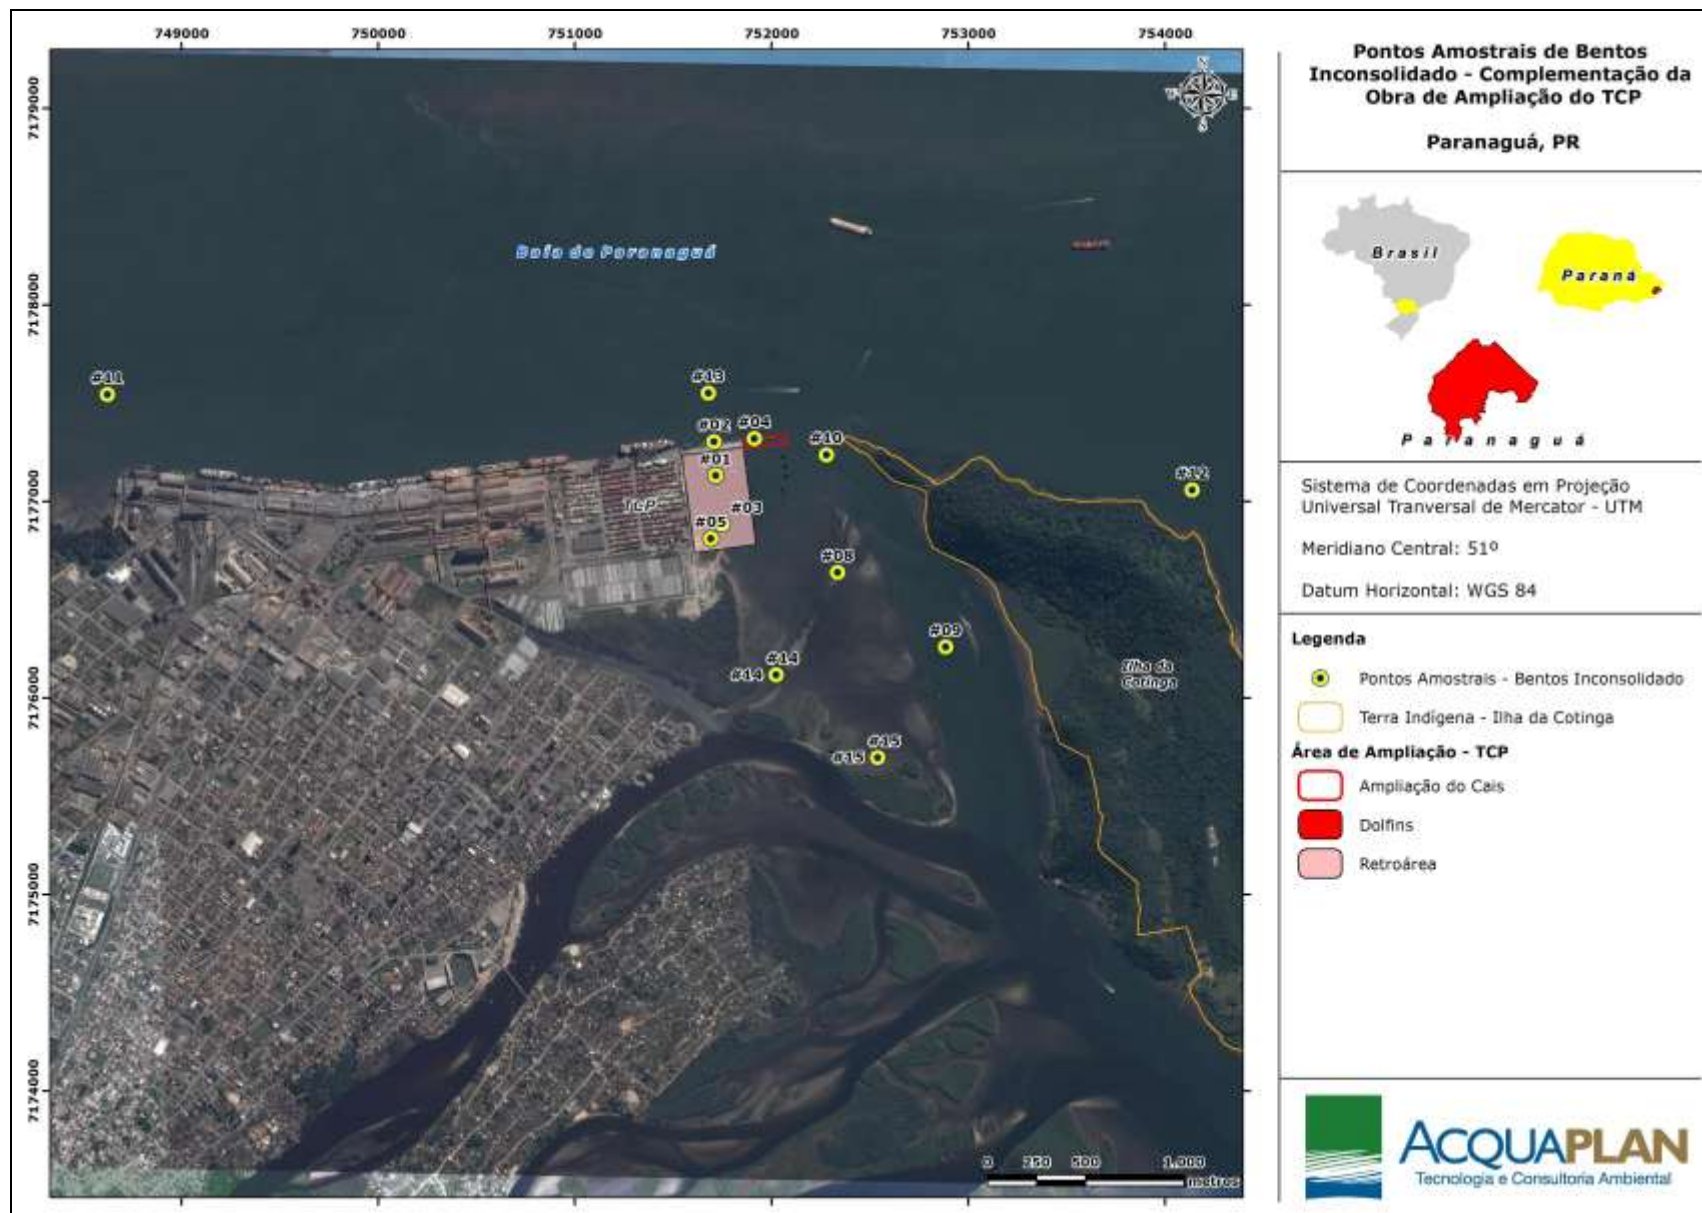 749000
750000
751000
752000
753000
754000
7179000
7178000
7177000
7176000
7175000
7174000
N
E
S
Baía de Paranaguá
#11
#13
#02
#04
#10
#01
#12
TCP
#03
#05
#08
#09
#14
#14
Ilha da
Cotinga
#15
#15
0 250 500 1.000
metros
Pontos Amostrais de Bentos
Inconsolidado - Complementação da
Obra de Ampliação do TCP
Paranaguá, PR
Brasil
Paraná
Paranaguá
Sistema de Coordenadas em Projeção
Universal Tranversal de Mercator - UTM
Meridiano Central: 51º
Datum Horizontal: WGS 84
Legenda
Pontos Amostrais - Bentos Inconsolidado
Terra Indígena - Ilha da Cotinga
Área de Ampliação - TCP
Ampliação do Cais
Dolfins
Retroárea
ACQUAPLAN
Tecnologia e Consultoria Ambiental